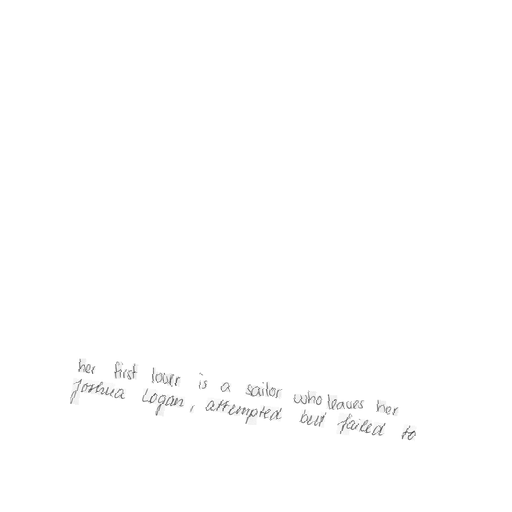 her first lover is a sailor who leaves her
Joshua Logan, attempted but failed to